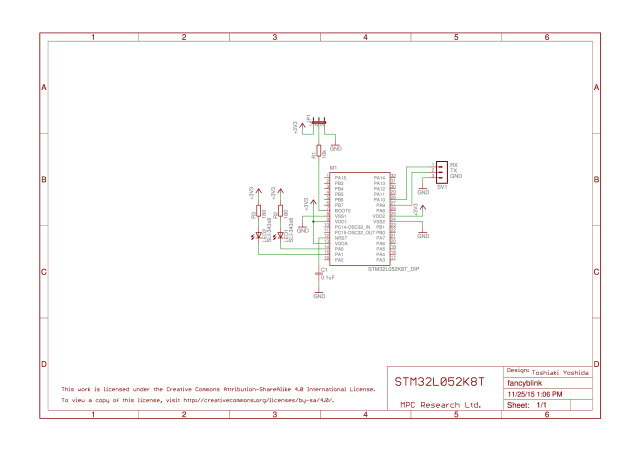 1 2 3 4 5 6
A A
JP1
+3V3
GND
R1
10k
M1
PA15 PA14
PB3 PA13
PB4 PA12
PB5 PA11
PB6 PA10
PB7 PA9
BOOT0 PA8
VSS1 VDD2
VDD1 VSS2
PC14-OSC32_IN PB1
PC15-OSC32_OUT PB0
NRST PA7
VDDA PA6
PA0 PA5
PA1 PA4
PA2 PA3
STM32L052K8T_DIP
RX
TX
GND
SV1
GND
+3V3
GND
B B
+3V3 +3V3 +3V3
160 160
GND
C C
C1
0.1uF
GND
D D
This work is licensed under the Creative Commons Attribution-ShareAlike 4.0 International License.
To view a copy of this license, visit http://creativecommons.org/licenses/by-sa/4.0/.
STM32L052K8T
MPC Research Ltd.
Design: Toshiaki Yoshida
fancyblink
11/25/15 1:06 PM
Sheet: 1/1
1 2 3 4 5 6